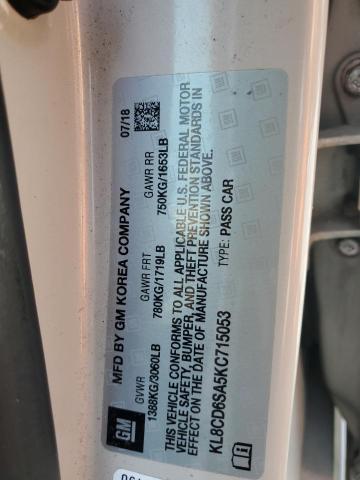 MFD BY GM KOREA COMPANY 07/18
GVWR GAWR FRT GAWR RR
1388KG/3060LB 780KG/1719LB 750KG/1653LB
THIS VEHICLE CONFORMS TO ALL APPLICABLE U.S. FEDERAL MOTOR
VEHICLE SAFETY, BUMPER, AND THEFT PREVENTION STANDARDS IN
EFFECT ON THE DATE OF MANUFACTURE SHOWN ABOVE.
KL8CD6SA5KC715053 TYPE: PASS CAR
GM